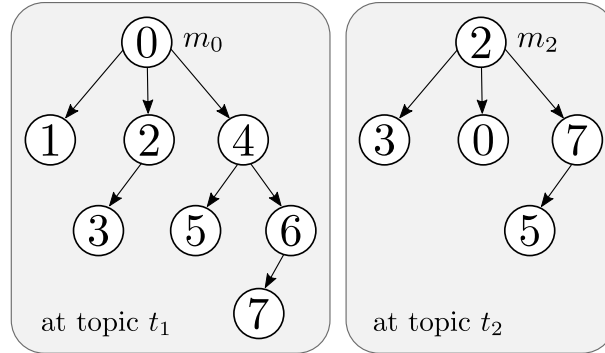 0 m₀
1 2 4
3 5 6
7
at topic t₁
2 m₂
3 0 7
5
at topic t₂